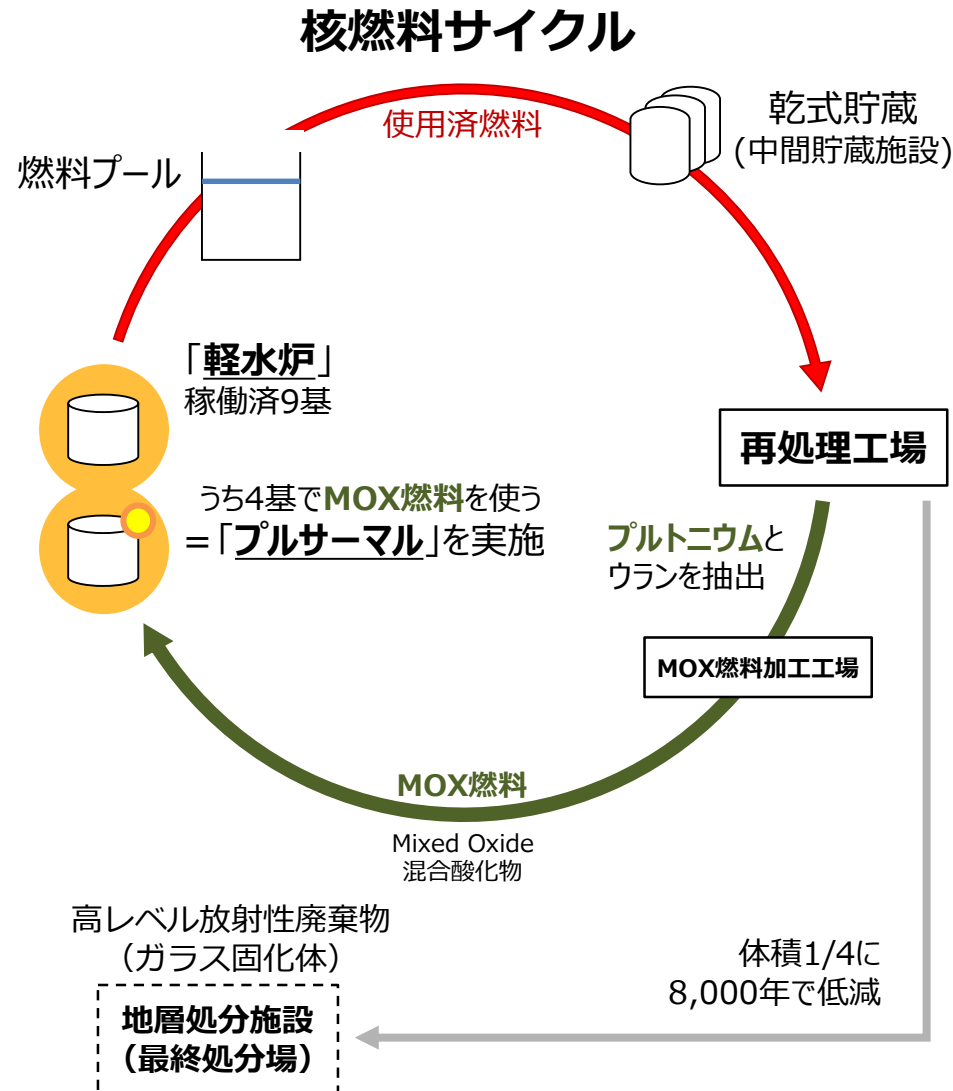 核燃料サイクル
使用済燃料
乾式貯蔵
(中間貯蔵施設)
燃料プール
「軽水炉」
稼働済9基
再処理工場
うち4基でMOX燃料を使う
=「プルサーマル」を実施
プルトニウムと
ウランを抽出
MOX燃料加工工場
MOX燃料
Mixed Oxide
混合酸化物
高レベル放射性廃棄物
（ガラス固化体）
体積1/4に
8,000年で低減
地層処分施設
（最終処分場）